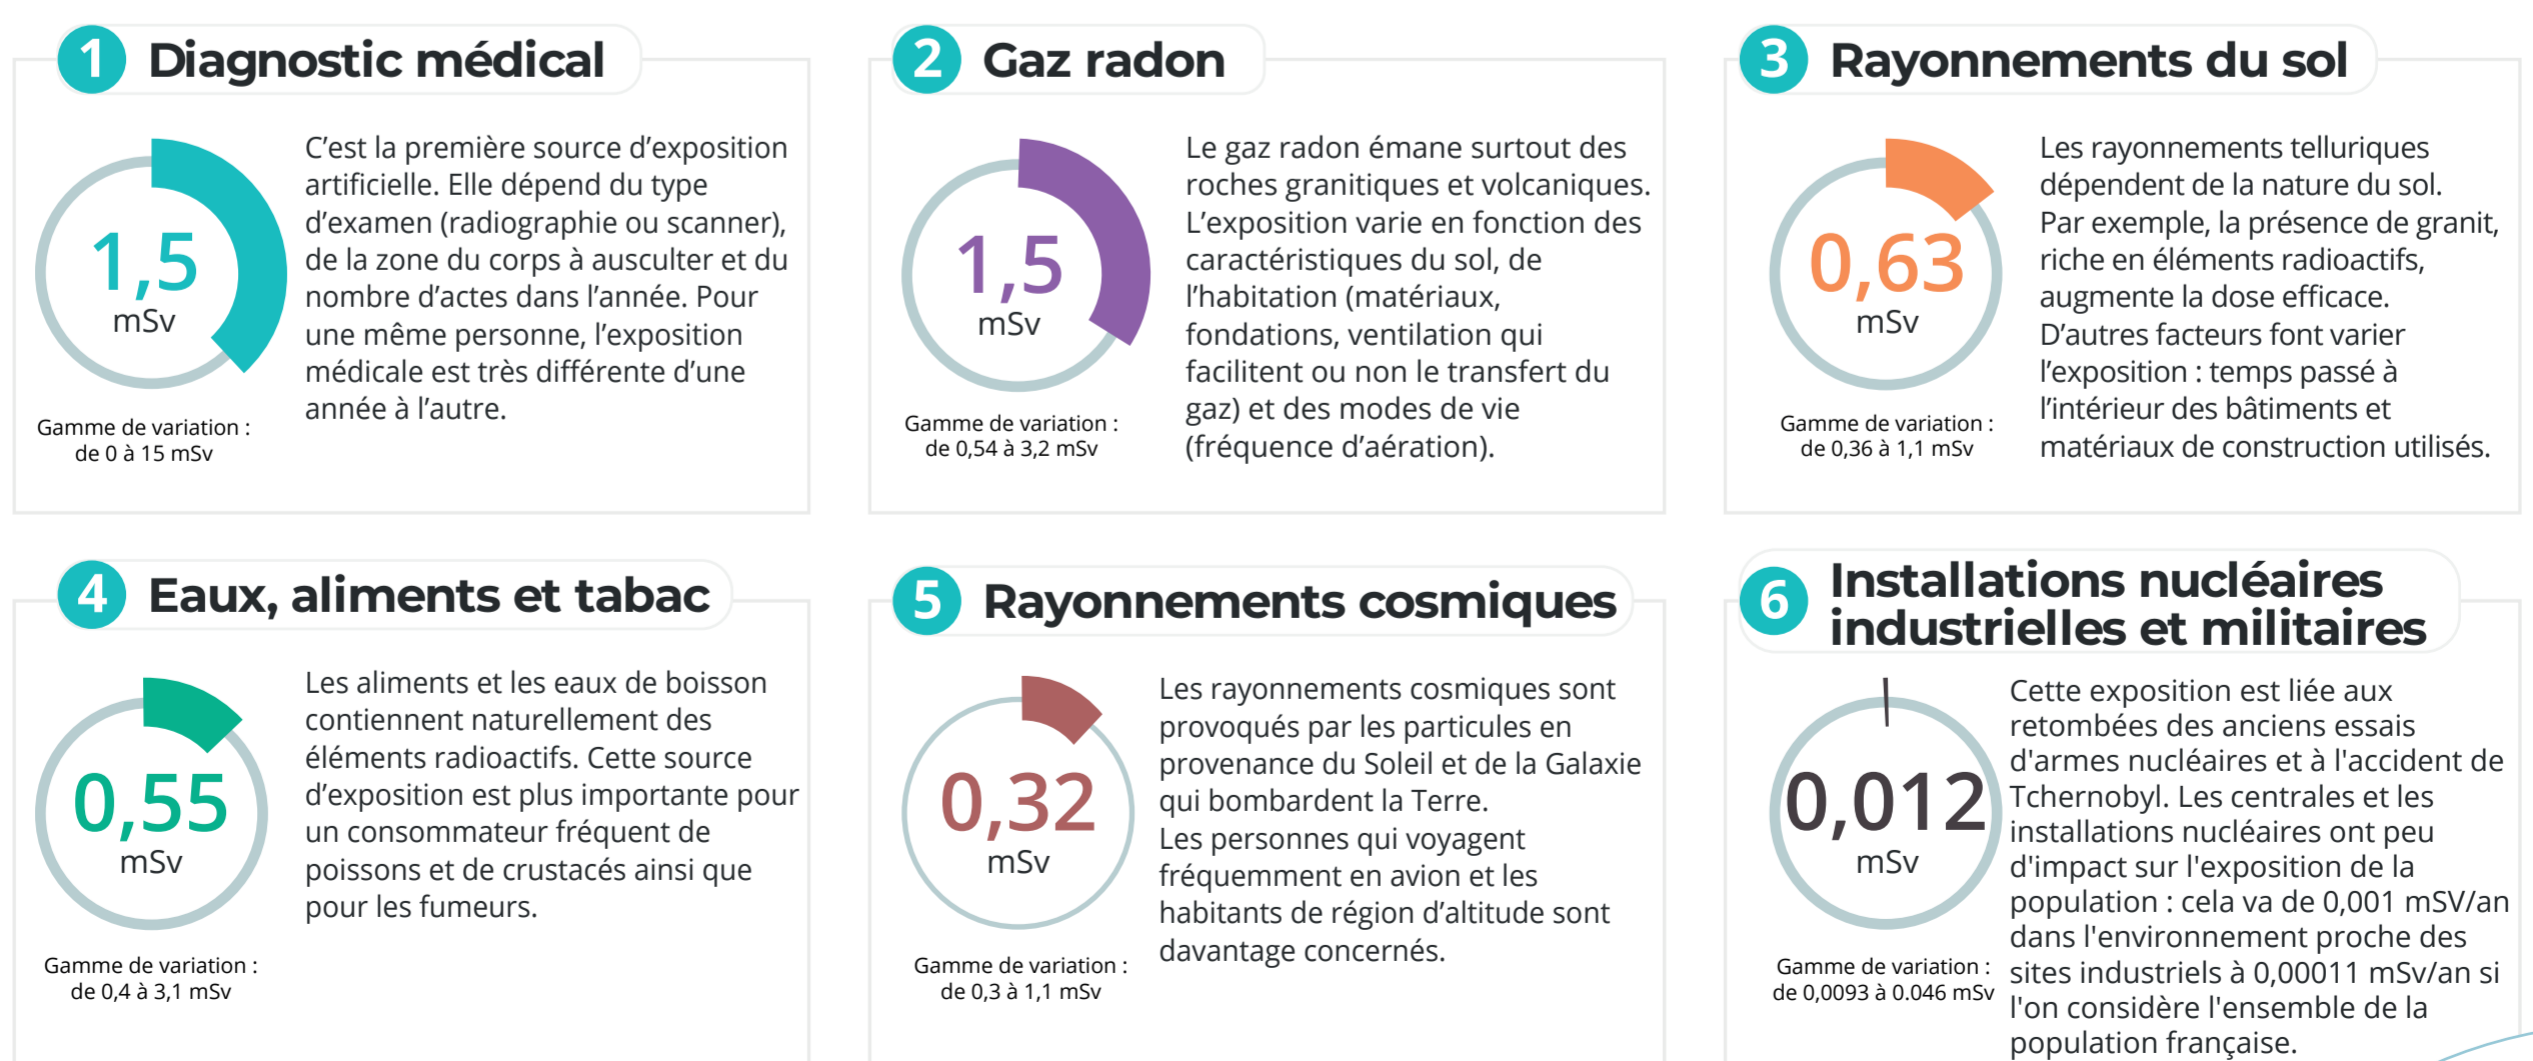 1 Diagnostic médical
1,5
mSv
Gamme de variation :
de 0 à 15 mSv
C’est la première source d’exposition
artificielle. Elle dépend du type
d’examen (radiographie ou scanner),
de la zone du corps à ausculter et du
nombre d’actes dans l’année. Pour
une même personne, l’exposition
médicale est très différente d’une
année à l’autre.
2 Gaz radon
1,5
mSv
Gamme de variation :
de 0,54 à 3,2 mSv
Le gaz radon émane surtout des
roches granitiques et volcaniques.
L’exposition varie en fonction des
caractéristiques du sol, de
l’habitation (matériaux,
fondations, ventilation qui
facilitent ou non le transfert du
gaz) et des modes de vie
(fréquence d’aération).
3 Rayonnements du sol
0,63
mSv
Gamme de variation :
de 0,36 à 1,1 mSv
Les rayonnements telluriques
dépendent de la nature du sol.
Par exemple, la présence de granit,
riche en éléments radioactifs,
augmente la dose efficace.
D’autres facteurs font varier
l’exposition : temps passé à
l’intérieur des bâtiments et
matériaux de construction utilisés.
4 Eaux, aliments et tabac
0,55
mSv
Gamme de variation :
de 0,4 à 3,1 mSv
Les aliments et les eaux de boisson
contiennent naturellement des
éléments radioactifs. Cette source
d’exposition est plus importante pour
un consommateur fréquent de
poissons et de crustacés ainsi que
pour les fumeurs.
5 Rayonnements cosmiques
0,32
mSv
Gamme de variation :
de 0,3 à 1,1 mSv
Les rayonnements cosmiques sont
provoqués par les particules en
provenance du Soleil et de la Galaxie
qui bombardent la Terre.
Les personnes qui voyagent
fréquemment en avion et les
habitants de région d’altitude sont
davantage concernés.
6 Installations nucléaires
industrielles et militaires
0,012
mSv
Gamme de variation :
de 0,0093 à 0.046 mSv
Cette exposition est liée aux
retombées des anciens essais
d'armes nucléaires et à l'accident de
Tchernobyl. Les centrales et les
installations nucléaires ont peu
d'impact sur l'exposition de la
population : cela va de 0,001 mSV/an
dans l'environnement proche des
sites industriels à 0,00011 mSv/an si
l'on considère l'ensemble de la
population française.